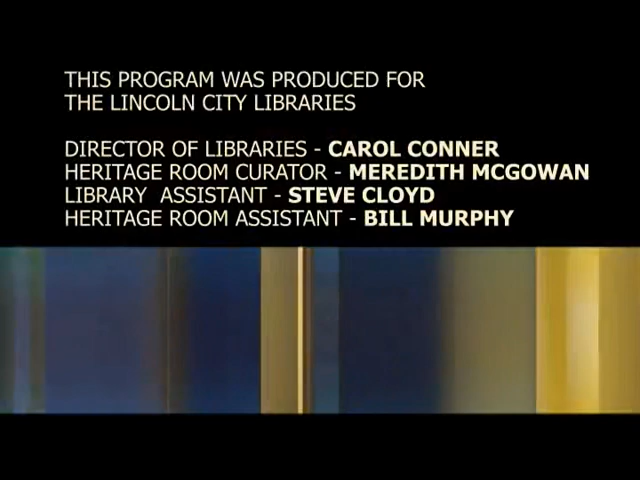 THIS PROGRAM WAS PRODUCED FOR
THE LINCOLN CITY LIBRARIES
DIRECTOR OF LIBRARIES - CAROL CONNER
HERITAGE ROOM CURATOR - MEREDITH MCGOWAN
LIBRARY ASSISTANT - STEVE CLOYD
HERITAGE ROOM ASSISTANT - BILL MURPHY